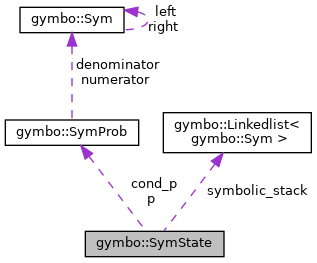 gymbo::Sym
left
right
denominator
numerator
gymbo::SymProb
gymbo::Linkedlist<
gymbo::Sym >
cond_p
p
symbolic_stack
gymbo::SymState